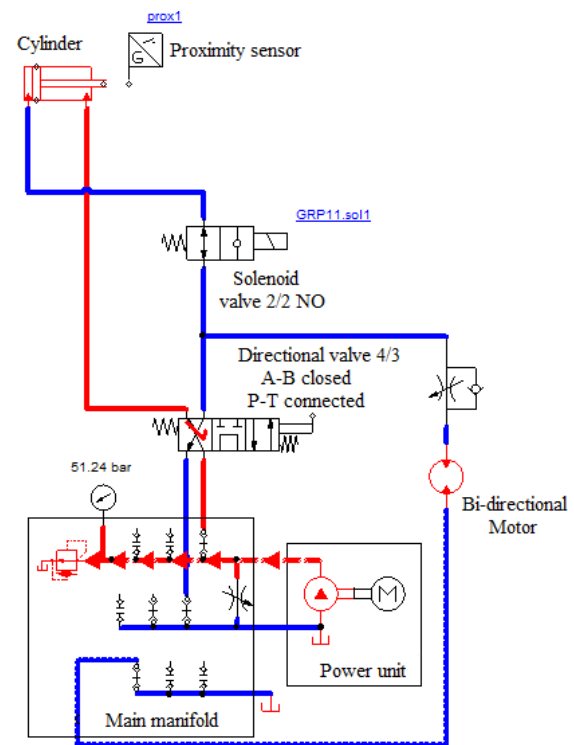 prox1
Cylinder
Proximity sensor
G
GRP11.sol1
Solenoid
valve 2/2 NO
Directional valve 4/3
A-B closed
P-T connected
51.24 bar
Bi-directional
Motor
M
Power unit
Main manifold